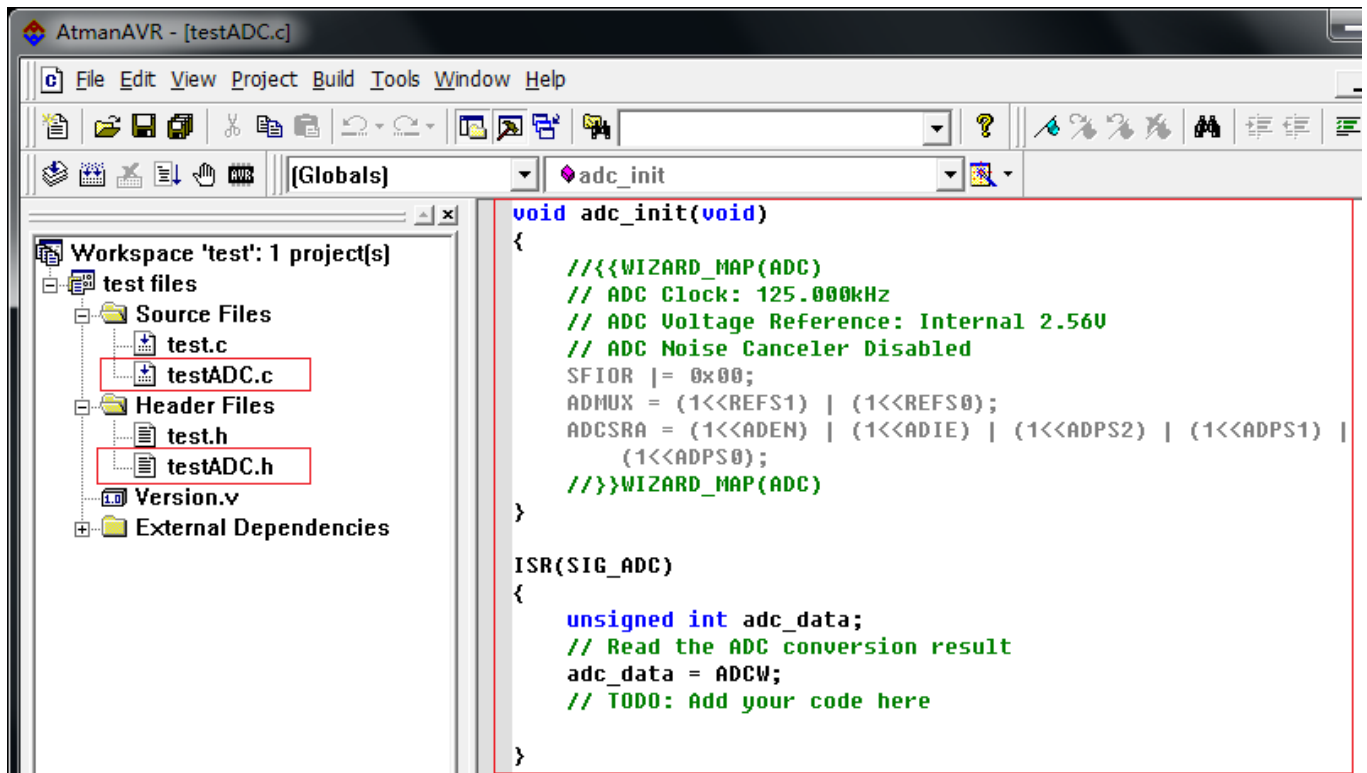 AtmanAVR - [testADC.c]
File Edit View Project Build Tools Window Help
(Globals)
adc_init
Workspace 'test': 1 project(s)
test files
Source Files
test.c
testADC.c
Header Files
test.h
testADC.h
Version.v
External Dependencies
void adc_init(void)
{
//{{WIZARD_MAP(ADC)
// ADC Clock: 125.000kHz
// ADC Voltage Reference: Internal 2.56V
// ADC Noise Canceler Disabled
SFIOR |= 0x00;
ADMUX = (1<<REFS1) | (1<<REFS0);
ADCSRA = (1<<ADEN) | (1<<ADIE) | (1<<ADPS2) | (1<<ADPS1) |
(1<<ADPS0);
//}}WIZARD_MAP(ADC)
}
ISR(SIG_ADC)
{
unsigned int adc_data;
// Read the ADC conversion result
adc_data = ADCW;
// TODO: Add your code here
}